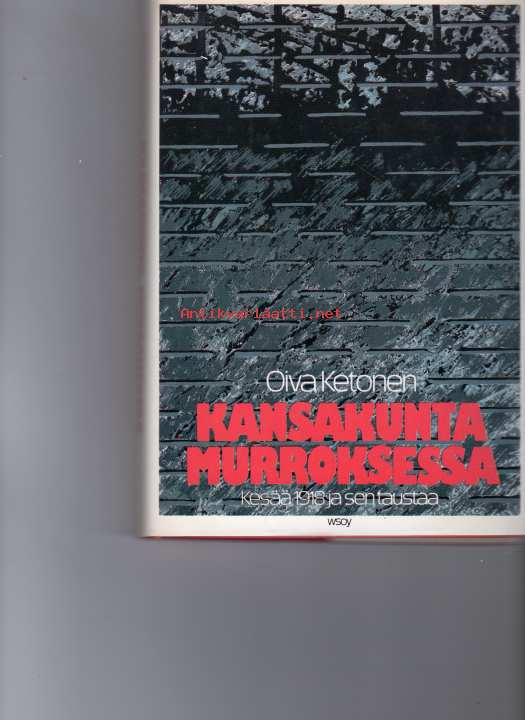 Antikvariaatti.net
Oiva Ketonen
KANSAKUNTA
MURROKSESSA
Kesää 1918 ja sen taustaa
wsoy